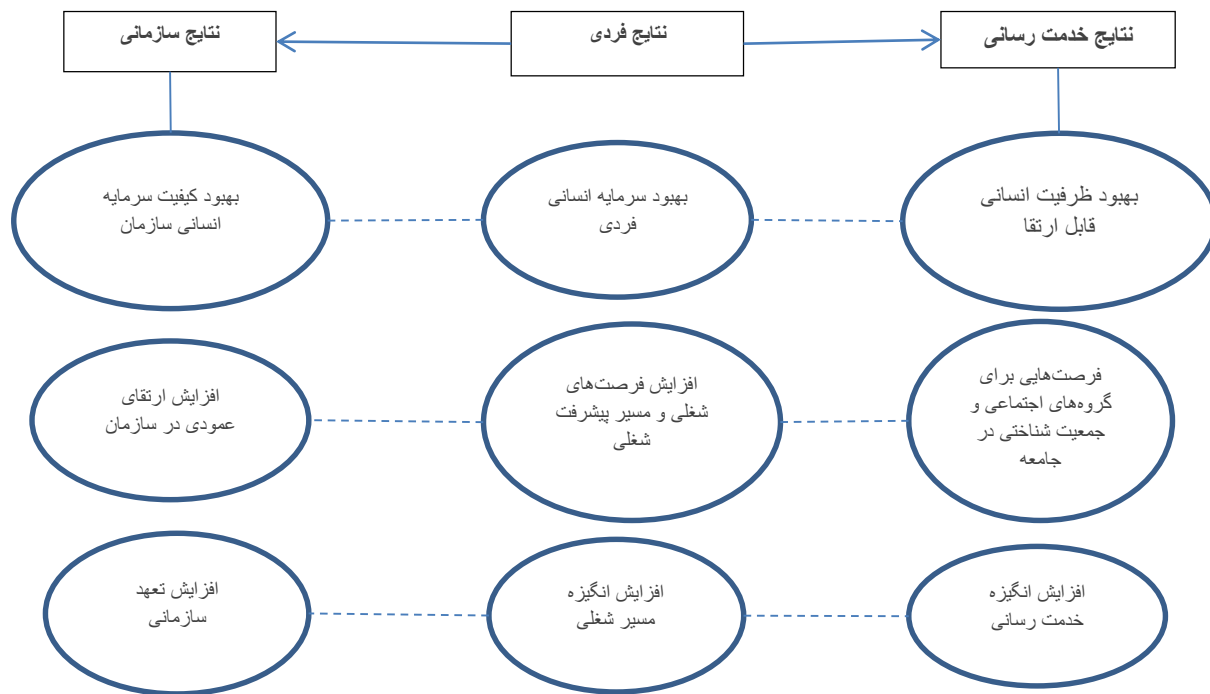 نتایج خدمت رسانی
نتایج فردی
نتایج سازمانی
بهبود ظرفیت انسانی
قابل ارتقا
بهبود سرمایه انسانی
فردی
بهبود کیفیت سرمایه
انسانی سازمان
فرصت‌هایی برای
گروه‌های اجتماعی و
جمعیت شناختی در
جامعه
افزایش فرصت‌های
شغلی و مسیر پیشرفت
شغلی
افزایش ارتقای
عمودی در سازمان
افزایش انگیزه
خدمت رسانی
افزایش انگیزه
مسیر شغلی
افزایش تعهد
سازمانی